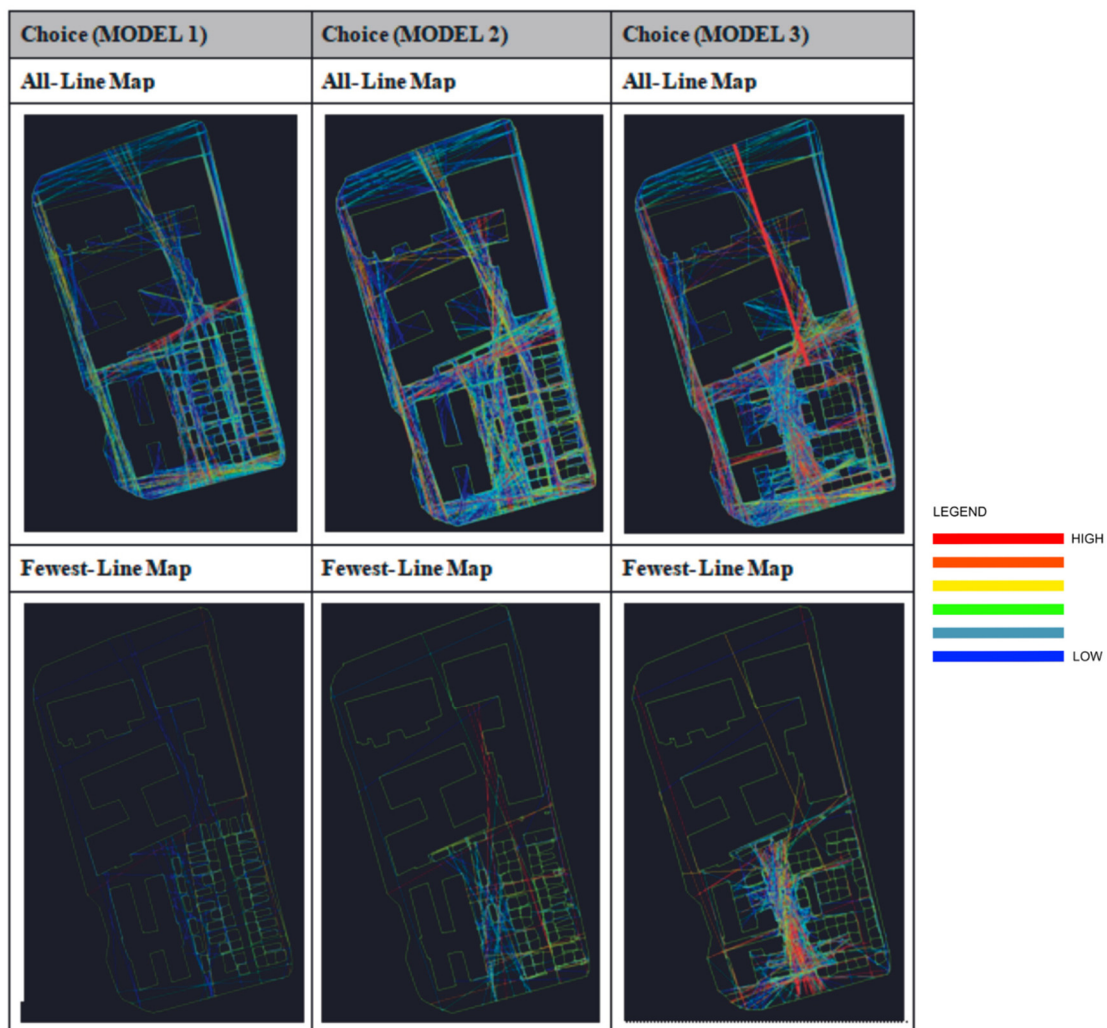 Choice (MODEL 1)
Choice (MODEL 2)
Choice (MODEL 3)
All-Line Map
All-Line Map
All-Line Map
LEGEND
HIGH
LOW
Fewest-Line Map
Fewest-Line Map
Fewest-Line Map